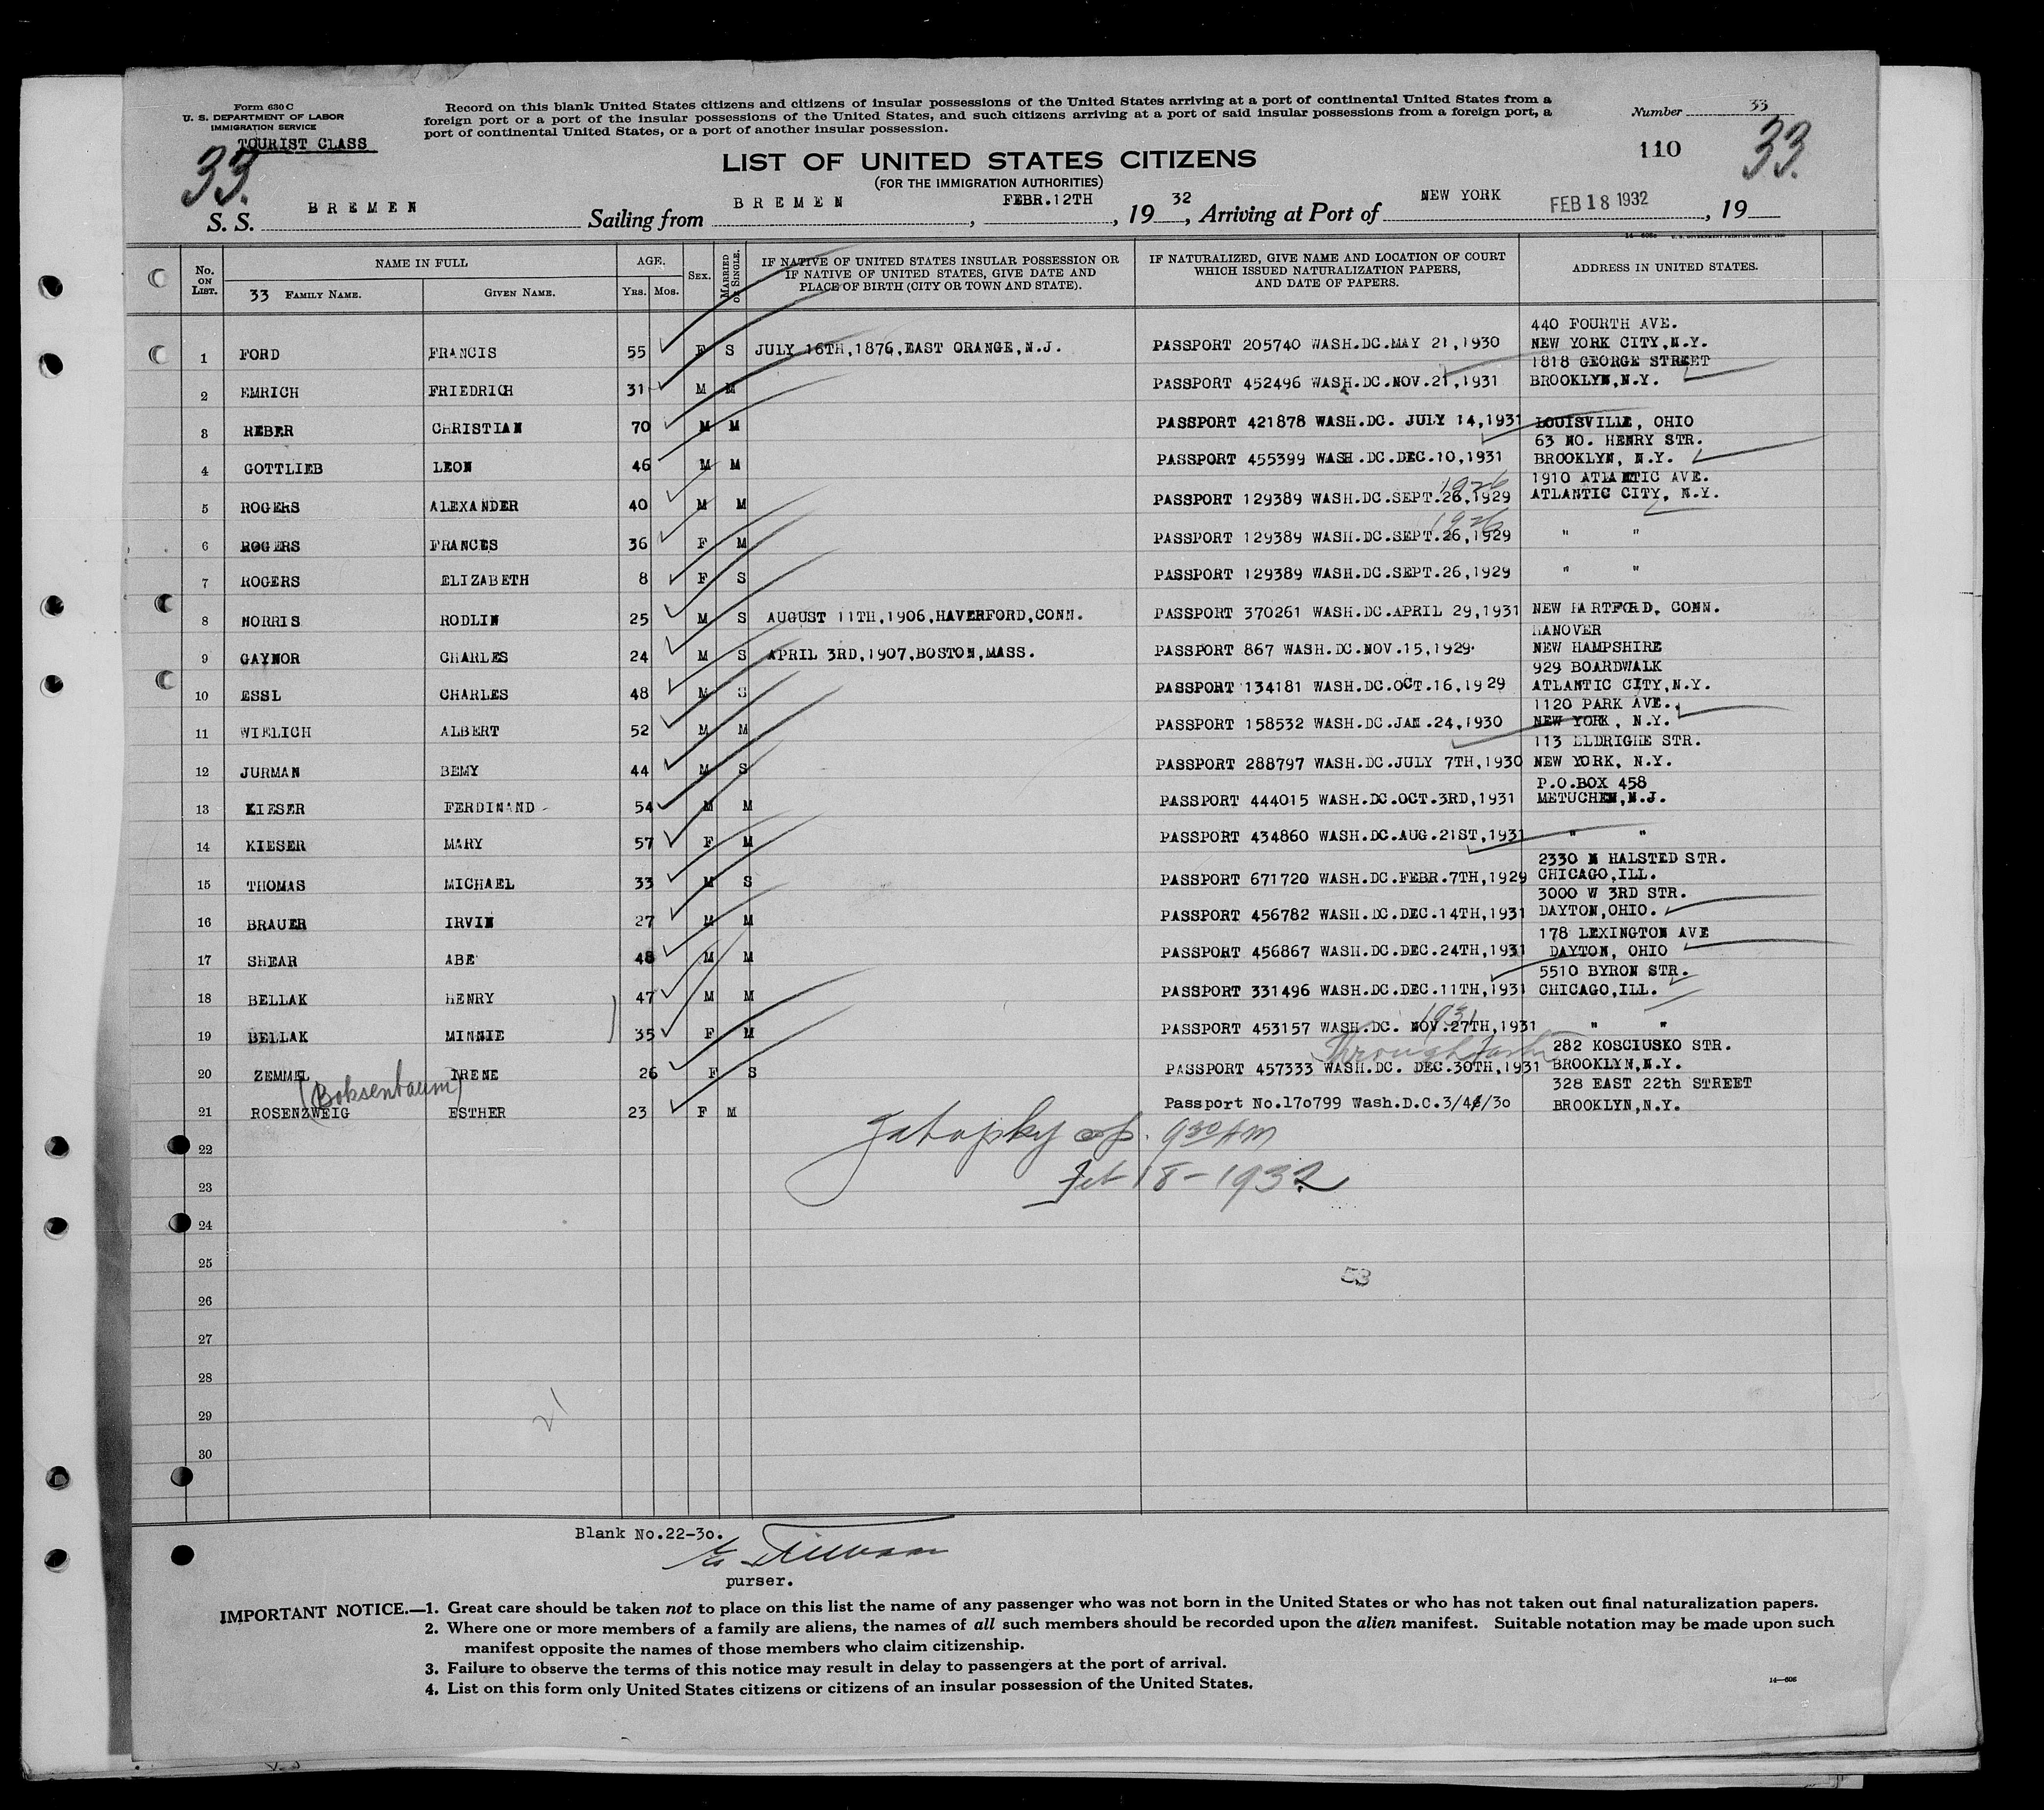 Form 630 C
U. S. DEPARTMENT OF LABOR
IMMIGRATION SERVICE
TOURIST CLASS
33.
Record on this blank United States citizens and citizens of insular possessions of the United States arriving at a port of continental United States from a
foreign port or a port of the insular possessions of the United States, and such citizens arriving at a port of said insular possessions from a foreign port, a
port of continental United States, or a port of another insular possession.
Number 33
110 33.
LIST OF UNITED STATES CITIZENS
(FOR THE IMMIGRATION AUTHORITIES)
S. S. BREMEN Sailing from BREMEN, FEBR.12TH, 1932, Arriving at Port of NEW YORK FEB 18 1932, 19
14—606c U. S. GOVERNMENT PRINTING OFFICE: 1930
No. ON LIST. NAME IN FULL AGE. SEX. MARRIED OR SINGLE. IF NATIVE OF UNITED STATES INSULAR POSSESSION OR IF NATIVE OF UNITED STATES, GIVE DATE AND PLACE OF BIRTH (CITY OR TOWN AND STATE). IF NATURALIZED, GIVE NAME AND LOCATION OF COURT WHICH ISSUED NATURALIZATION PAPERS, AND DATE OF PAPERS. ADDRESS IN UNITED STATES.
33 FAMILY NAME. GIVEN NAME. YRS. MOS.
440 FOURTH AVE.
1 FORD FRANCIS 55 F S JULY 16TH,1876,EAST ORANGE,N.J. PASSPORT 205740 WASH.DC.MAY 21,1930 NEW YORK CITY,N.Y.
1818 GEORGE STREET
2 EMRICH FRIEDRICH 31 M M PASSPORT 452496 WASH.DC.NOV.21,1931 BROOKLYN,N.Y.
3 REBER CHRISTIAN 70 M M PASSPORT 421878 WASH.DC. JULY 14,1931 LOUISVILLE, OHIO
63 NO. HENRY STR.
4 GOTTLIEB LEON 46 M M PASSPORT 455399 WASH.DC.DEC.10,1931 BROOKLYN, N.Y.
1910 ATLANTIC AVE.
1926
5 ROGERS ALEXANDER 40 M M PASSPORT 129389 WASH.DC.SEPT.26,1929 ATLANTIC CITY, N.Y.
1926
6 ROGERS FRANCES 36 F M PASSPORT 129389 WASH.DC.SEPT.26,1929 " "
7 ROGERS ELIZABETH 8 F S PASSPORT 129389 WASH.DC.SEPT.26,1929 " "
8 NORRIS RODLIN 25 M S AUGUST 11TH,1906,HAVERFORD,CONN. PASSPORT 370261 WASH.DC.APRIL 29,1931 NEW HARTFORD, CONN.
HANOVER
9 GAYNOR CHARLES 24 M S APRIL 3RD,1907,BOSTON,MASS. PASSPORT 867 WASH.DC.NOV.15,1929. NEW HAMPSHIRE
929 BOARDWALK
10 ESSL CHARLES 48 M S PASSPORT 134181 WASH.DC.OCT.16,1929 ATLANTIC CITY,N.Y.
1120 PARK AVE.,
11 WIELICH ALBERT 52 M M PASSPORT 158532 WASH.DC.JAN.24,1930 NEW YORK, N.Y.
113 ELDRIGHE STR.
12 JURMAN BEMY 44 M S PASSPORT 288797 WASH.DC.JULY 7TH,1930 NEW YORK, N.Y.
P.O.BOX 458
13 KIESER FERDINAND 54 M M PASSPORT 444015 WASH.DC.OCT.3RD,1931 METUCHEN,N.J.
14 KIESER MARY 57 F M PASSPORT 434860 WASH.DC.AUG.21ST,1931 " "
2330 N HALSTED STR.
15 THOMAS MICHAEL 33 M S PASSPORT 671720 WASH.DC.FEBR.7TH,1929 CHICAGO,ILL.
3000 W 3RD STR.
16 BRAUER IRVIN 27 M M PASSPORT 456782 WASH.DC.DEC.14TH,1931 DAYTON,OHIO.
178 LEXINGTON AVE
17 SHEAR ABE 48 M M PASSPORT 456867 WASH.DC.DEC.24TH,1931 DAYTON, OHIO
5510 BYRON STR.
18 BELLAK HENRY 47 M M PASSPORT 331496 WASH.DC.DEC.11TH,1931 CHICAGO,ILL.
1931
19 BELLAK MINNIE 35 F M PASSPORT 453157 WASH.DC. NOV.27TH,1931 " "
282 KOSCIUSKO STR.
Through
20 ZEMMEL IRENE 26 F S PASSPORT 457333 WASH.DC. DEC.30TH,1931 BROOKLYN,N.Y.
(Boksenbaum)
328 EAST 22th STREET
21 ROSENZWEIG ESTHER 23 F M Passport No.170799 Wash.D.C.3/4/30 BROOKLYN,N.Y.
22
9 30 AM
23
Feb 18-1932
24
25
53
26
27
28
29
21
30
Blank No.22-30.
purser.
IMPORTANT NOTICE.—1. Great care should be taken not to place on this list the name of any passenger who was not born in the United States or who has not taken out final naturalization papers.
2. Where one or more members of a family are aliens, the names of all such members should be recorded upon the alien manifest. Suitable notation may be made upon such
manifest opposite the names of those members who claim citizenship.
3. Failure to observe the terms of this notice may result in delay to passengers at the port of arrival.
4. List on this form only United States citizens or citizens of an insular possession of the United States.
14—606